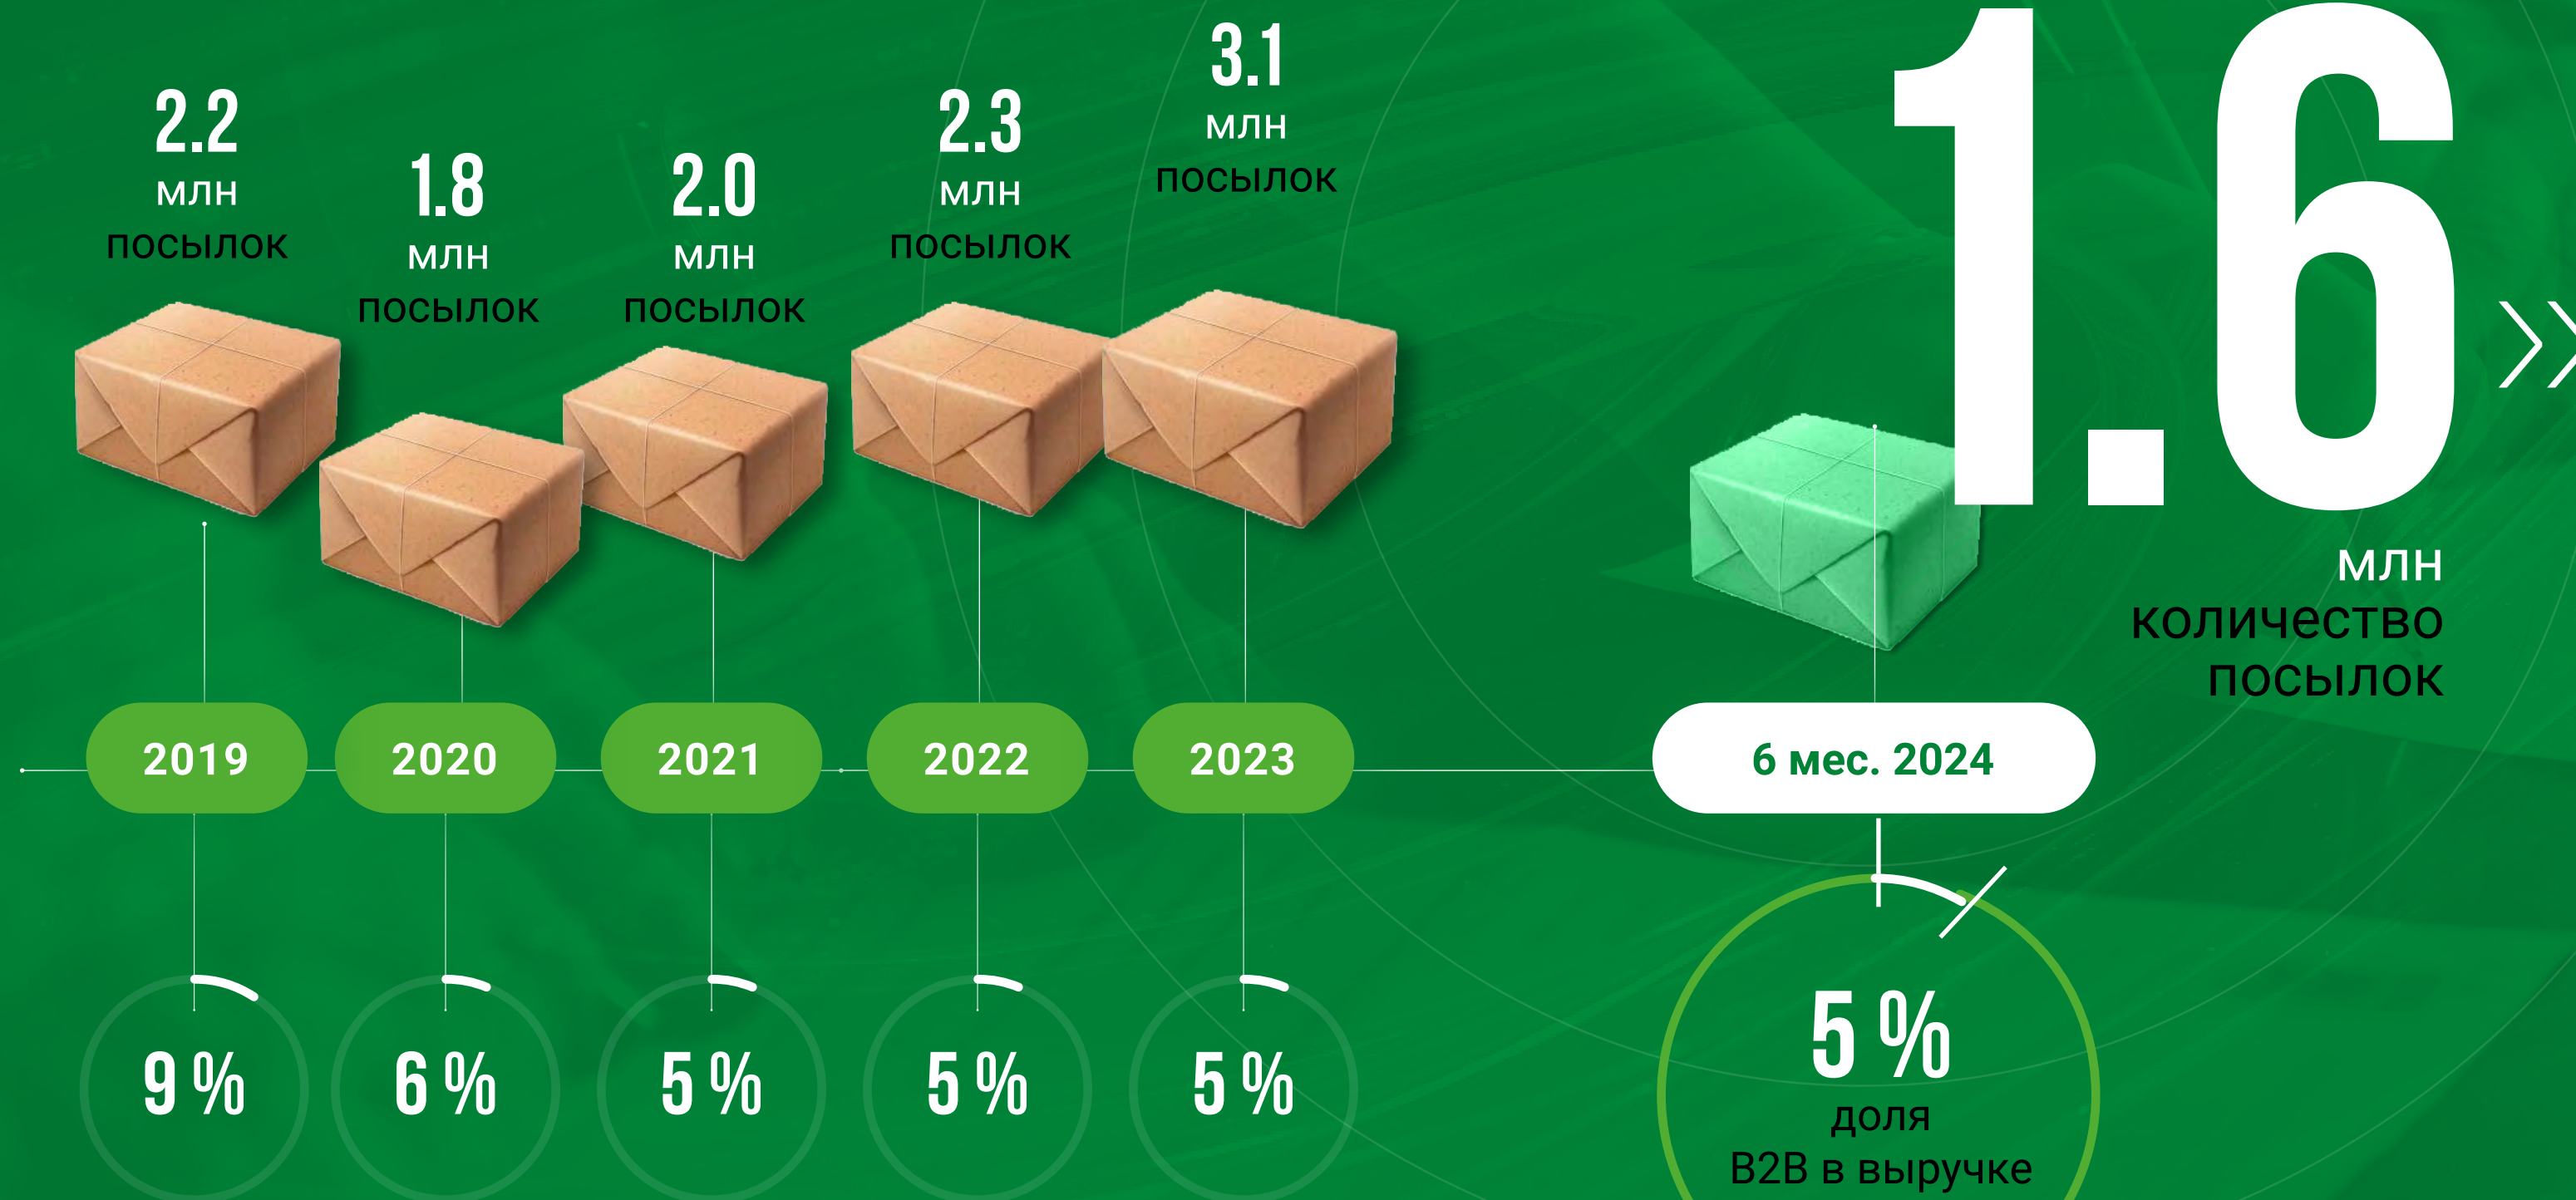 2.2
млн
посылок
1.8
млн
посылок
2.0
млн
посылок
2.3
млн
посылок
3.1
млн
посылок
1.6
млн
количество
посылок
2019
2020
2021
2022
2023
6 мес. 2024
9 %
6 %
5 %
5 %
5 %
5 %
доля
B2B в выручке